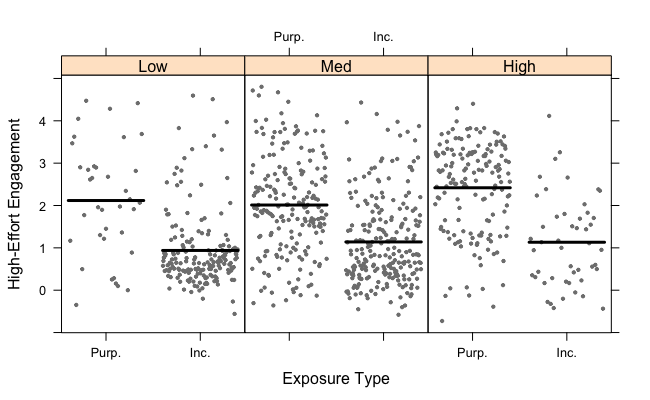 Purp. Inc.
Low Med High
High-Effort Engagement
4
3
2
1
0
Purp. Inc. Purp. Inc.
Exposure Type